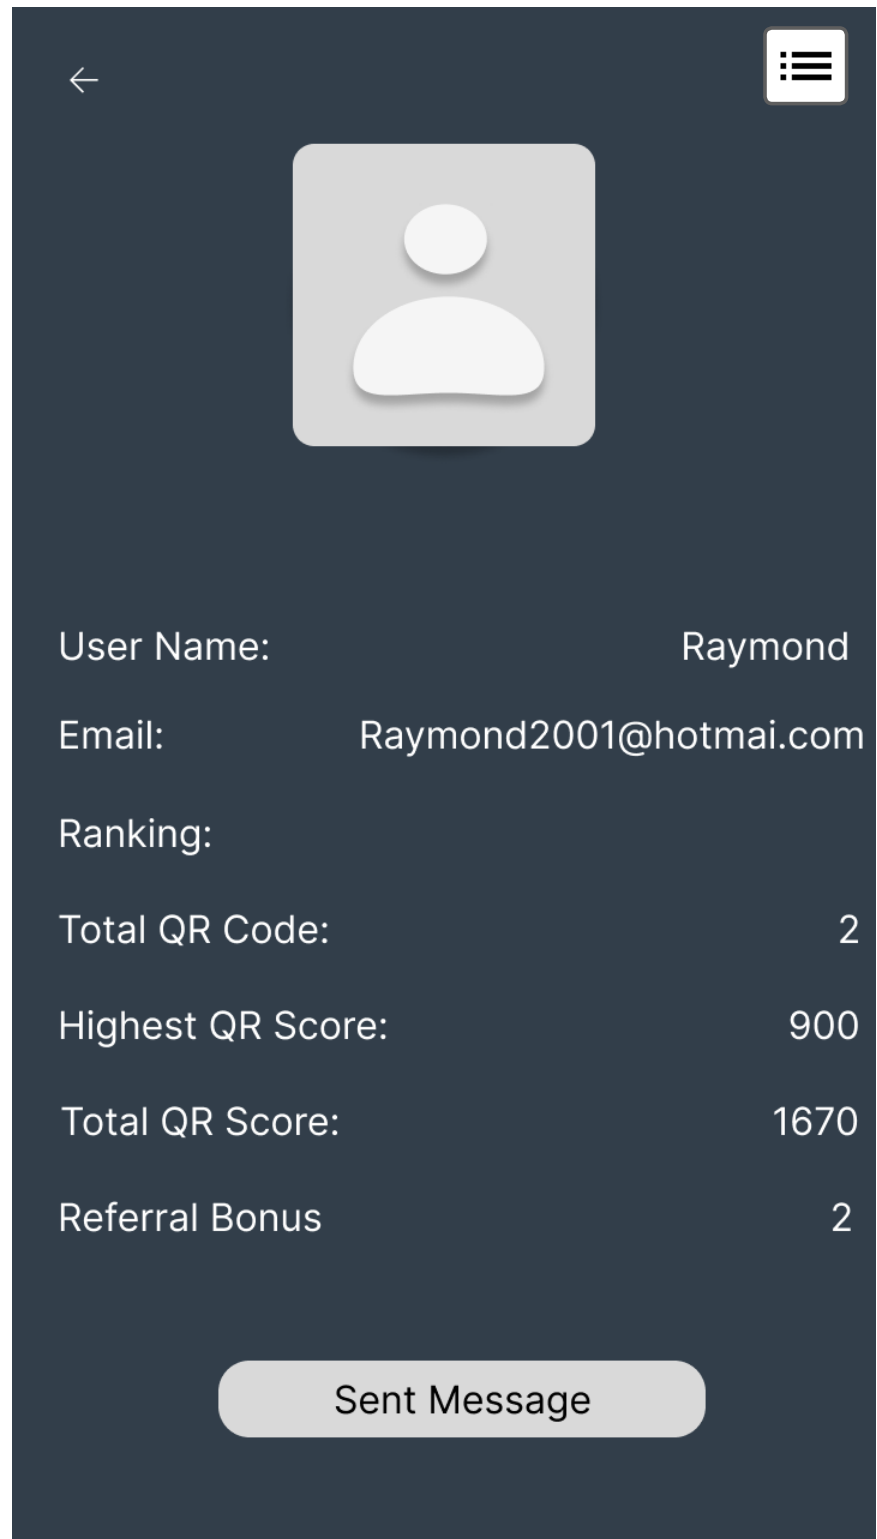 User Name: Raymond
Email: Raymond2001@hotmai.com
Ranking:
Total QR Code: 2
Highest QR Score: 900
Total QR Score: 1670
Referral Bonus 2
Sent Message